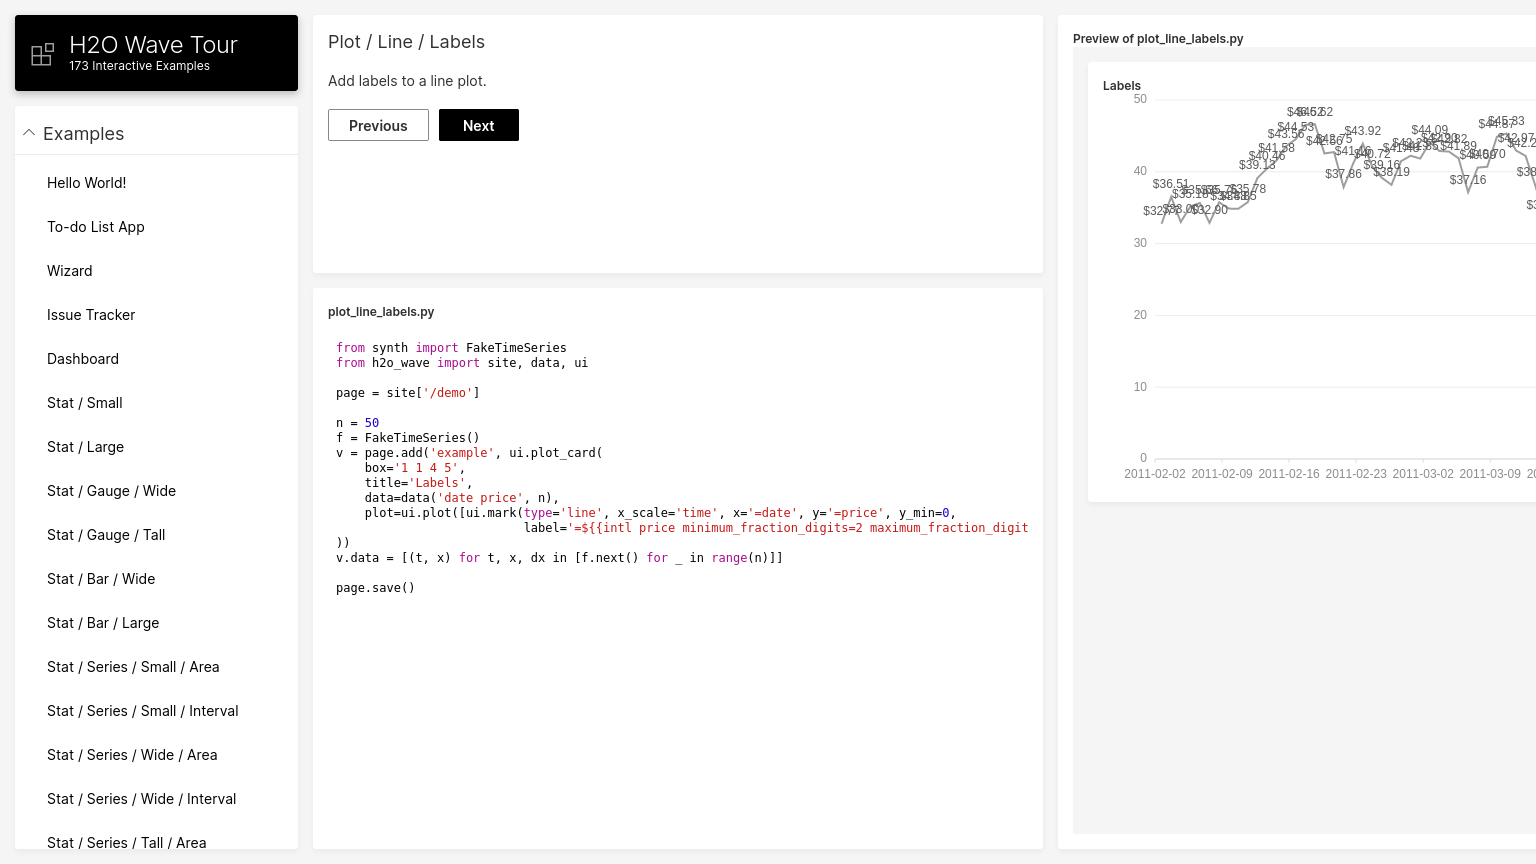 H2O Wave Tour
173 Interactive Examples
Examples
Hello World!
To-do List App
Wizard
Issue Tracker
Dashboard
Stat / Small
Stat / Large
Stat / Gauge / Wide
Stat / Gauge / Tall
Stat / Bar / Wide
Stat / Bar / Large
Stat / Series / Small / Area
Stat / Series / Small / Interval
Stat / Series / Wide / Area
Stat / Series / Wide / Interval
Stat / Series / Tall / Area
Plot / Line / Labels
Add labels to a line plot.
Previous
Next
plot_line_labels.py
from synth import FakeTimeSeries
from h2o_wave import site, data, ui
page = site['/demo']
n = 50
f = FakeTimeSeries()
v = page.add('example', ui.plot_card(
box='1 1 4 5',
title='Labels',
data=data('date price', n),
plot=ui.plot([ui.mark(type='line', x_scale='time', x='=date', y='=price', y_min=0,
label='=${{intl price minimum_fraction_digits=2 maximum_fraction_digit
))
v.data = [(t, x) for t, x, dx in [f.next() for _ in range(n)]]
page.save()
Preview of plot_line_labels.py
Labels
50
40
30
20
10
0
$36.51
$32.90
$35.78
$39.13
$40.46
$41.58
$43.56
$44.53
$37.86
$43.92
$40.72
$39.16
$38.19
$44.09
$41.89
$37.16
$45.33
$42.97
2011-02-02 2011-02-09 2011-02-16 2011-02-23 2011-03-02 2011-03-09